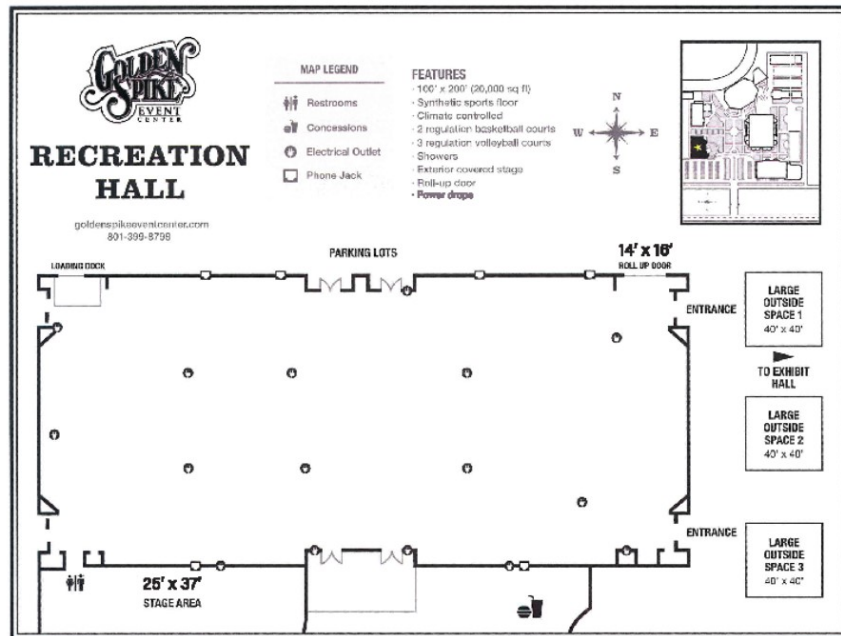 GOLDEN
SPIKE
EVENT
CENTER
RECREATION
HALL
goldenspikeeventcenter.com
801-399-8798
MAP LEGEND
Restrooms
Concessions
Electrical Outlet
Phone Jack
FEATURES
· 100' x 200' (20,000 sq ft)
· Synthetic sports floor
· Climate controlled
· 2 regulation basketball courts
· 3 regulation volleyball courts
· Showers
· Exterior covered stage
· Roll-up door
· Power drops
N
W E
S
LOADING DOCK
PARKING LOTS
14' x 16'
ROLL UP DOOR
ENTRANCE
LARGE
OUTSIDE
SPACE 1
40' x 40'
TO EXHIBIT
HALL
LARGE
OUTSIDE
SPACE 2
40' x 40'
ENTRANCE
LARGE
OUTSIDE
SPACE 3
40' x 40'
25' x 37'
STAGE AREA